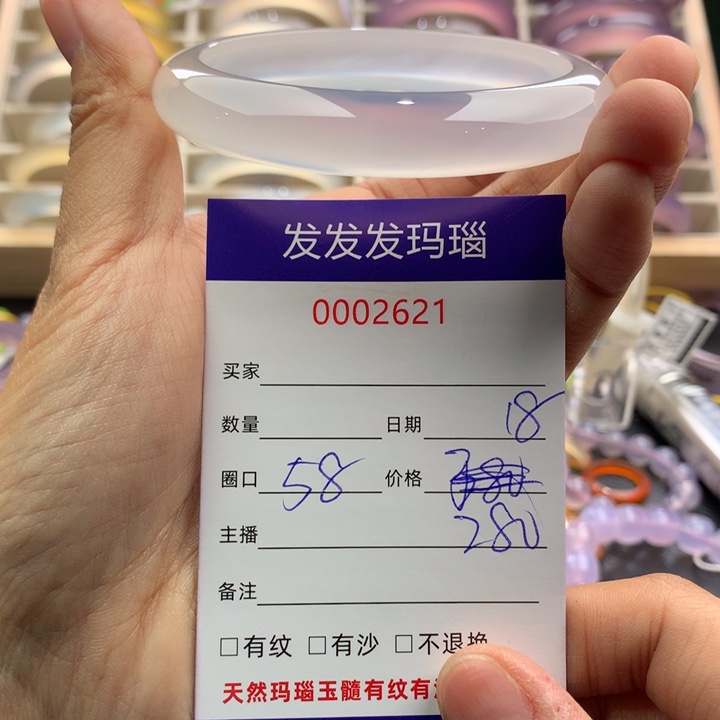 发发发玛瑙
0002621
买家
数量 日期 18
圈口 58 价格
主播 280
备注
□有纹 □有沙 □不退换
天然玛瑙玉髓有纹有